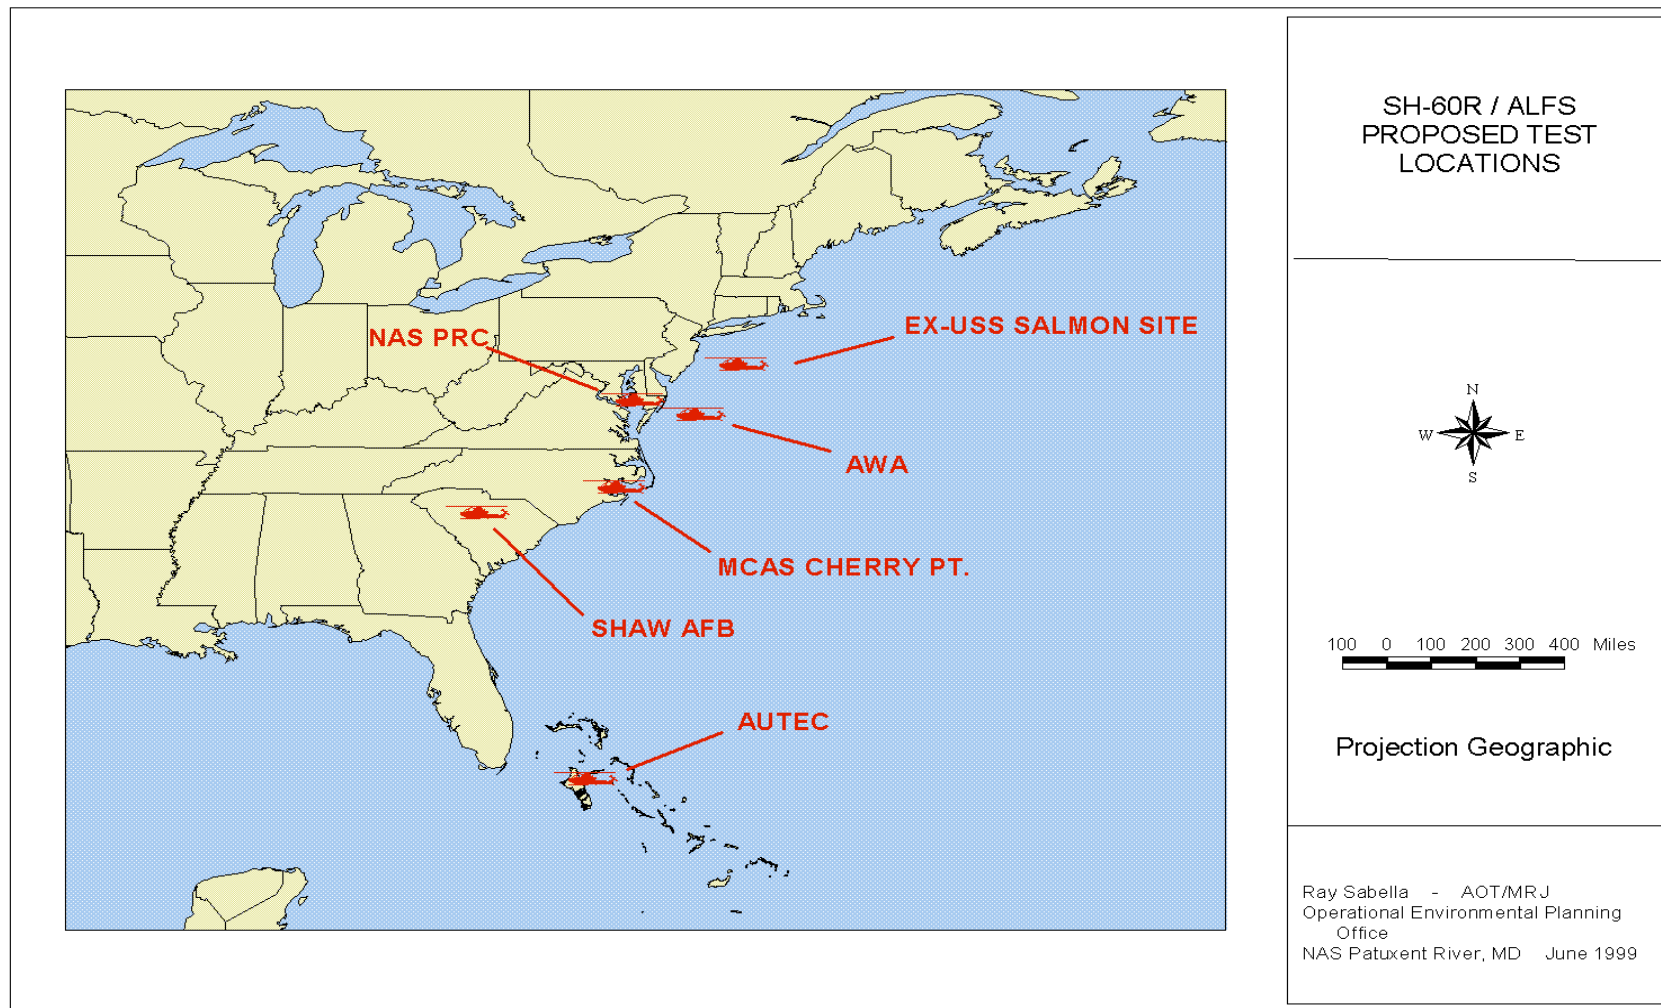 SH-60R / ALFS
PROPOSED TEST
LOCATIONS
EX-USS SALMON SITE
NAS PRC
AWA
MCAS CHERRY PT.
SHAW AFB
AUTEC
N
W E
S
100 0 100 200 300 400 Miles
Projection Geographic
Ray Sabella - AOT/MRJ
Operational Environmental Planning
Office
NAS Patuxent River, MD June 1999